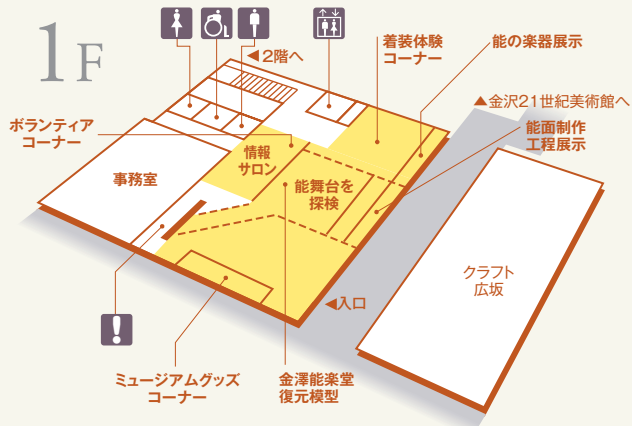 1F
◀2階へ
着装体験
コーナー
能の楽器展示
▲金沢21世紀美術館へ
ボランティア
コーナー
能面制作
工程展示
情報
サロン
事務室
能舞台を
探検
クラフト
広坂
◀入口
!
ミュージアムグッズ
コーナー
金澤能楽堂
復元模型